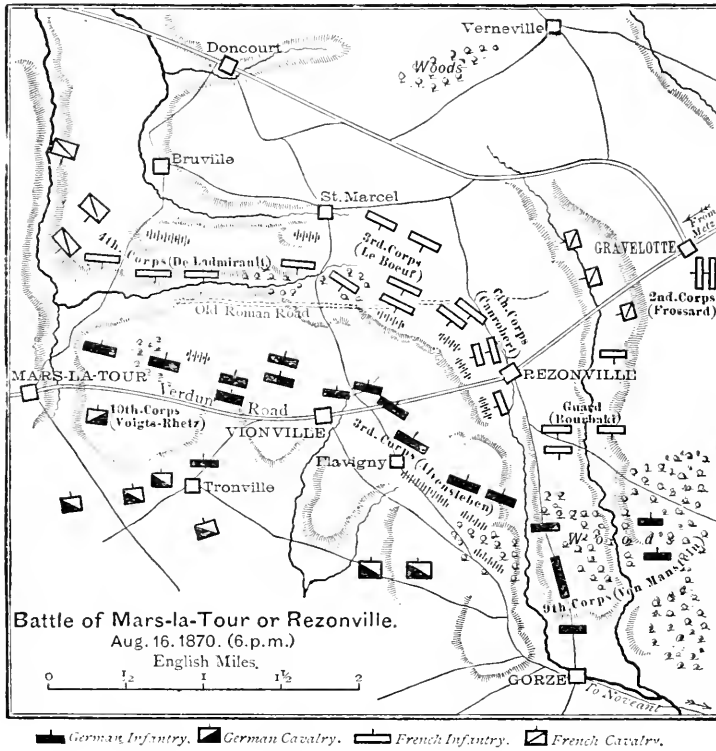 Verneville
Doncourt
Woods
Bruville
St. Marcel
From
Metz
GRAVELOTTE
3rd. Corps
(Le Boeuf)
4th.
Corps (De Ladmirault)
6th. Corps
(Canrobert)
2nd. Corps
(Frossard)
Old Roman Road
MARS-LA-TOUR
REZONVILLE
Verdun
Road
10th. Corps
(Voigts-Rhetz)
VIONVILLE
Guard
(Bourbaki)
3rd. Corps (Alvensleben)
Flavigny
Tronville
Woods
9th. Corps (Von Manstein)
Battle of Mars-la-Tour or Rezonville.
Aug. 16. 1870. (6.p.m.)
English Miles.
0 ½ 1 1½ 2
GORZE
To Noveant
German Infantry. German Cavalry. French Infantry. French Cavalry.